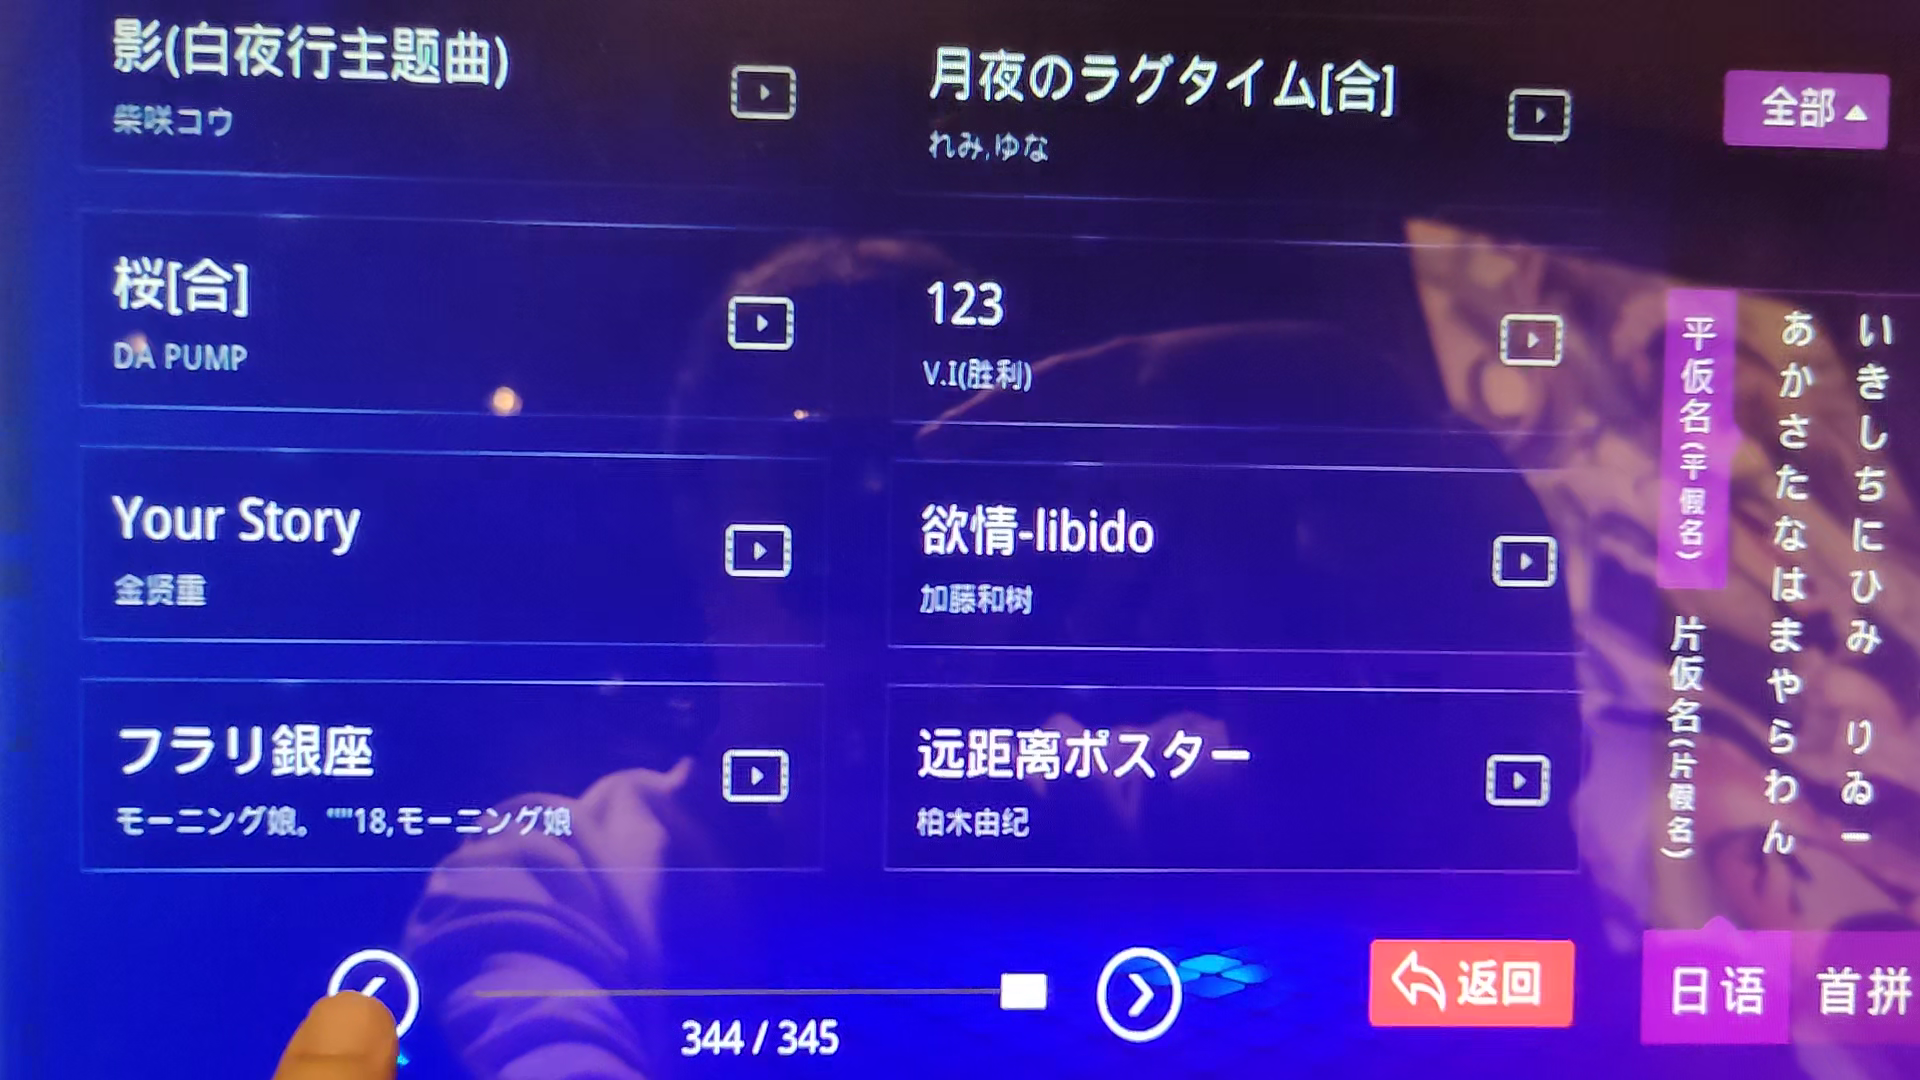 影(白夜行主题曲)
柴咲コウ
月夜のラグタイム[合]
れみ,ゆな
全部
桜[合]
DA PUMP
123
V.I(胜利)
Your Story
金贤重
欲情-libido
加藤和树
フラリ銀座
モーニング娘。""18,モーニング娘
远距离ポスター
柏木由纪
平仮名(平假名)
片仮名(片假名)
あかさたなはまやらわん
いきしちにひみ りゐー
344 / 345
返回
日语
首拼